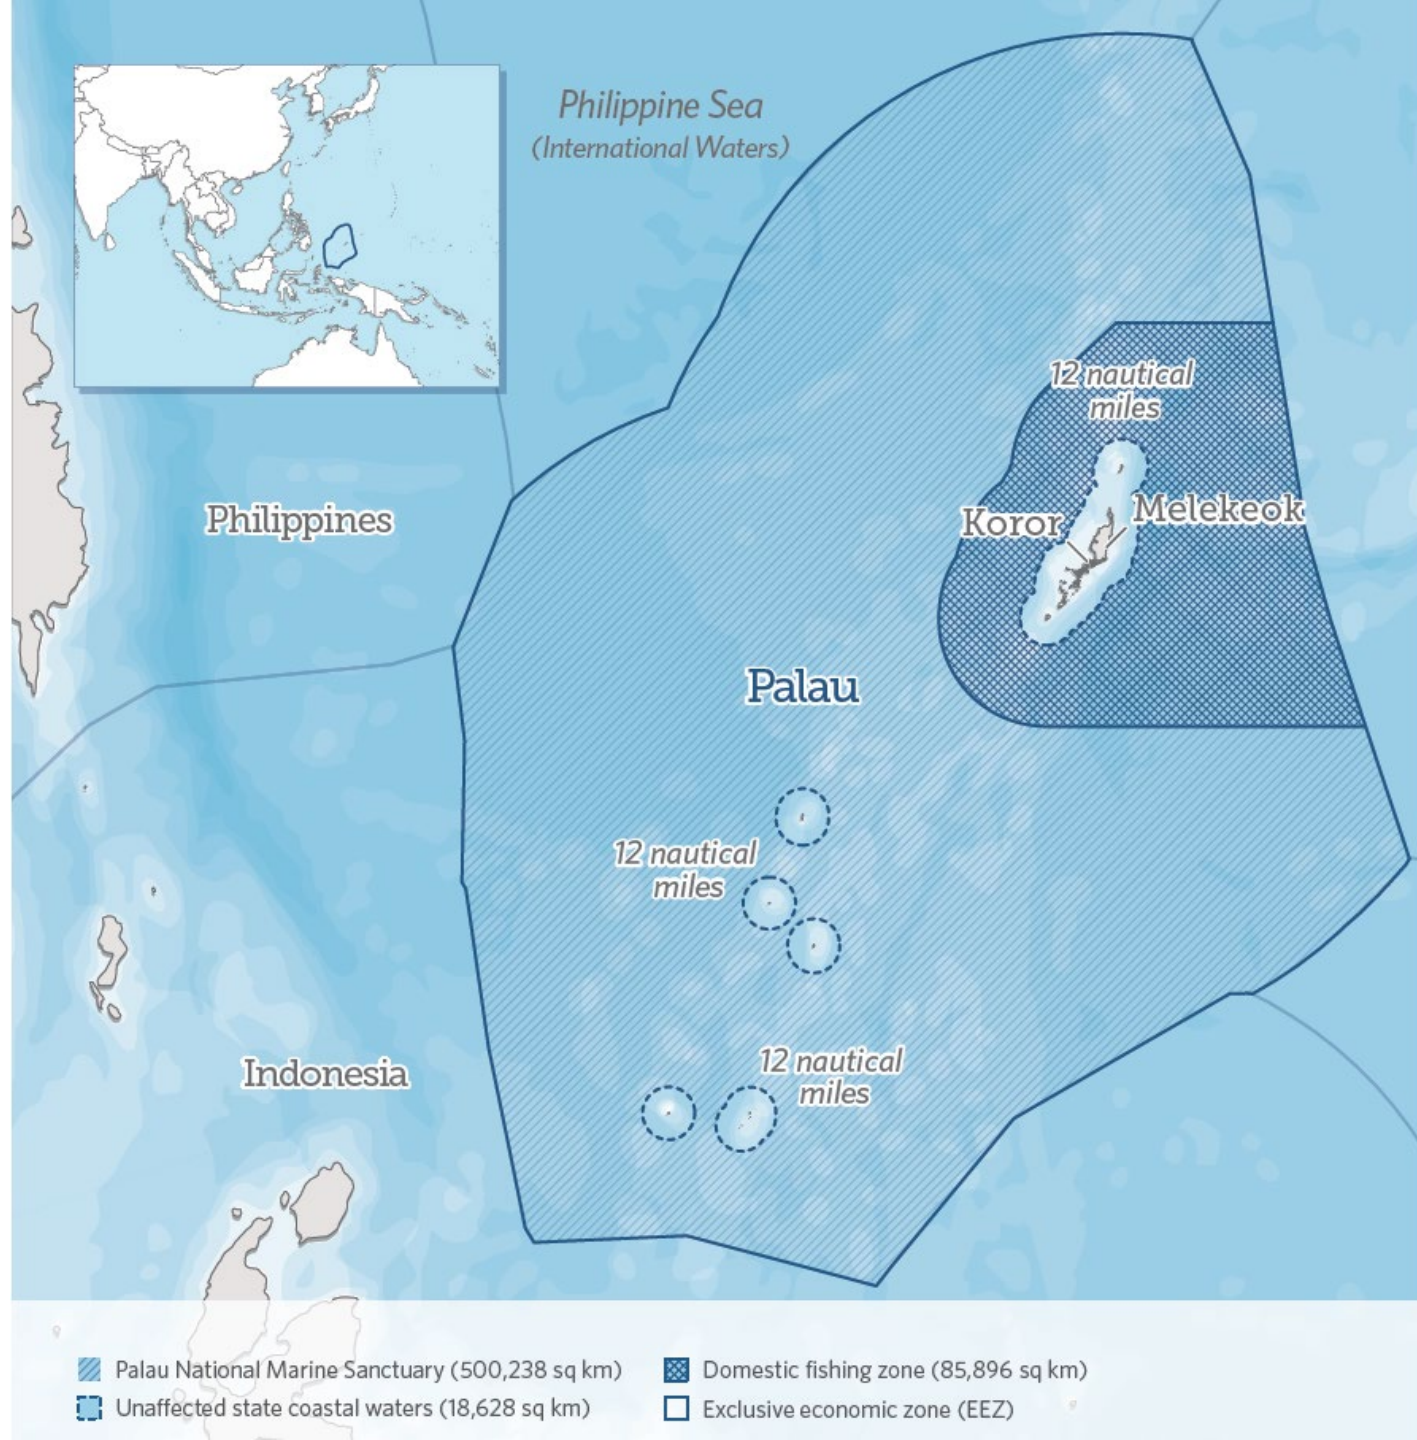 Philippine Sea
(International Waters)
12 nautical
miles
Philippines
Koror
Melekeok
Palau
12 nautical
miles
Indonesia
12 nautical
miles
Palau National Marine Sanctuary (500,238 sq km)
Domestic fishing zone (85,896 sq km)
Unaffected state coastal waters (18,628 sq km)
Exclusive economic zone (EEZ)